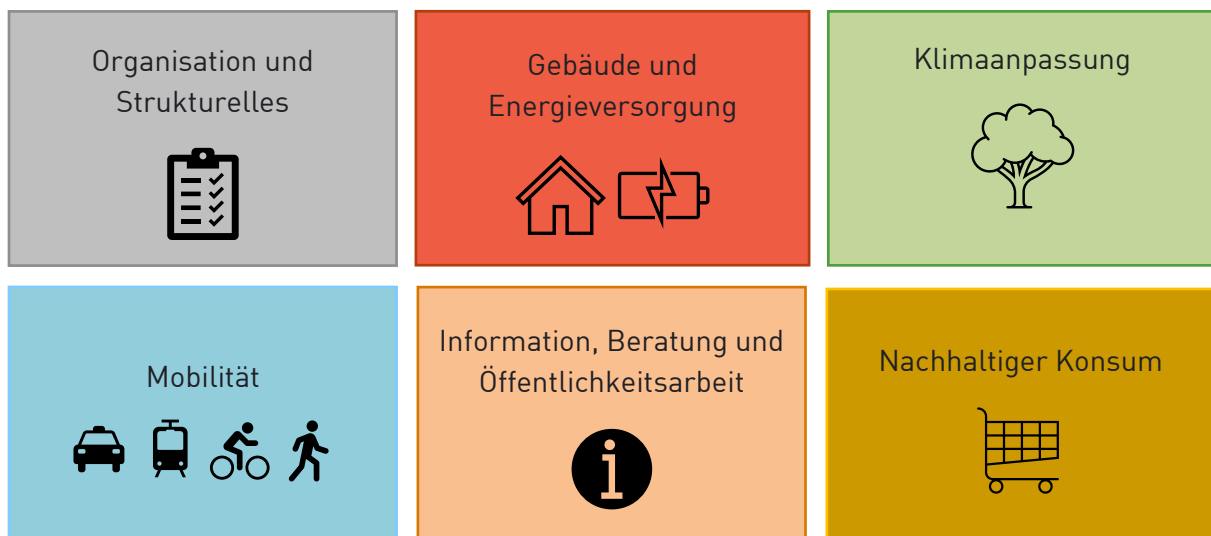 Organisation und
Strukturelles
Gebäude und
Energieversorgung
Klimaanpassung
Mobilität
Information, Beratung und
Öffentlichkeitsarbeit
Nachhaltiger Konsum